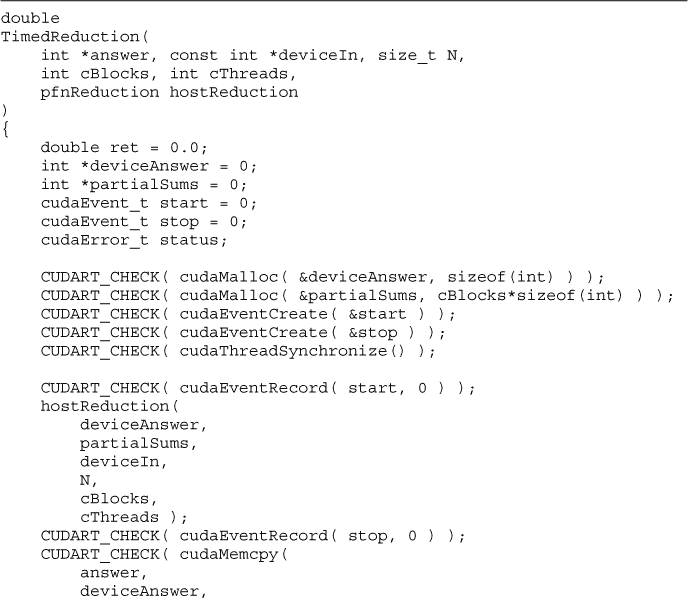 double
TimedReduction(
    int *answer, const int *deviceIn, size_t N,
    int cBlocks, int cThreads,
    pfnReduction hostReduction
)
{
    double ret = 0.0;
    int *deviceAnswer = 0;
    int *partialSums = 0;
    cudaEvent_t start = 0;
    cudaEvent_t stop = 0;
    cudaError_t status;

    CUDART_CHECK( cudaMalloc( &deviceAnswer, sizeof(int) ) );
    CUDART_CHECK( cudaMalloc( &partialSums, cBlocks*sizeof(int) ) );
    CUDART_CHECK( cudaEventCreate( &start ) );
    CUDART_CHECK( cudaEventCreate( &stop ) );
    CUDART_CHECK( cudaThreadSynchronize() );

    CUDART_CHECK( cudaEventRecord( start, 0 ) );
    hostReduction(
        deviceAnswer,
        partialSums,
        deviceIn,
        N,
        cBlocks,
        cThreads );
    CUDART_CHECK( cudaEventRecord( stop, 0 ) );
    CUDART_CHECK( cudaMemcpy(
        answer,
        deviceAnswer,